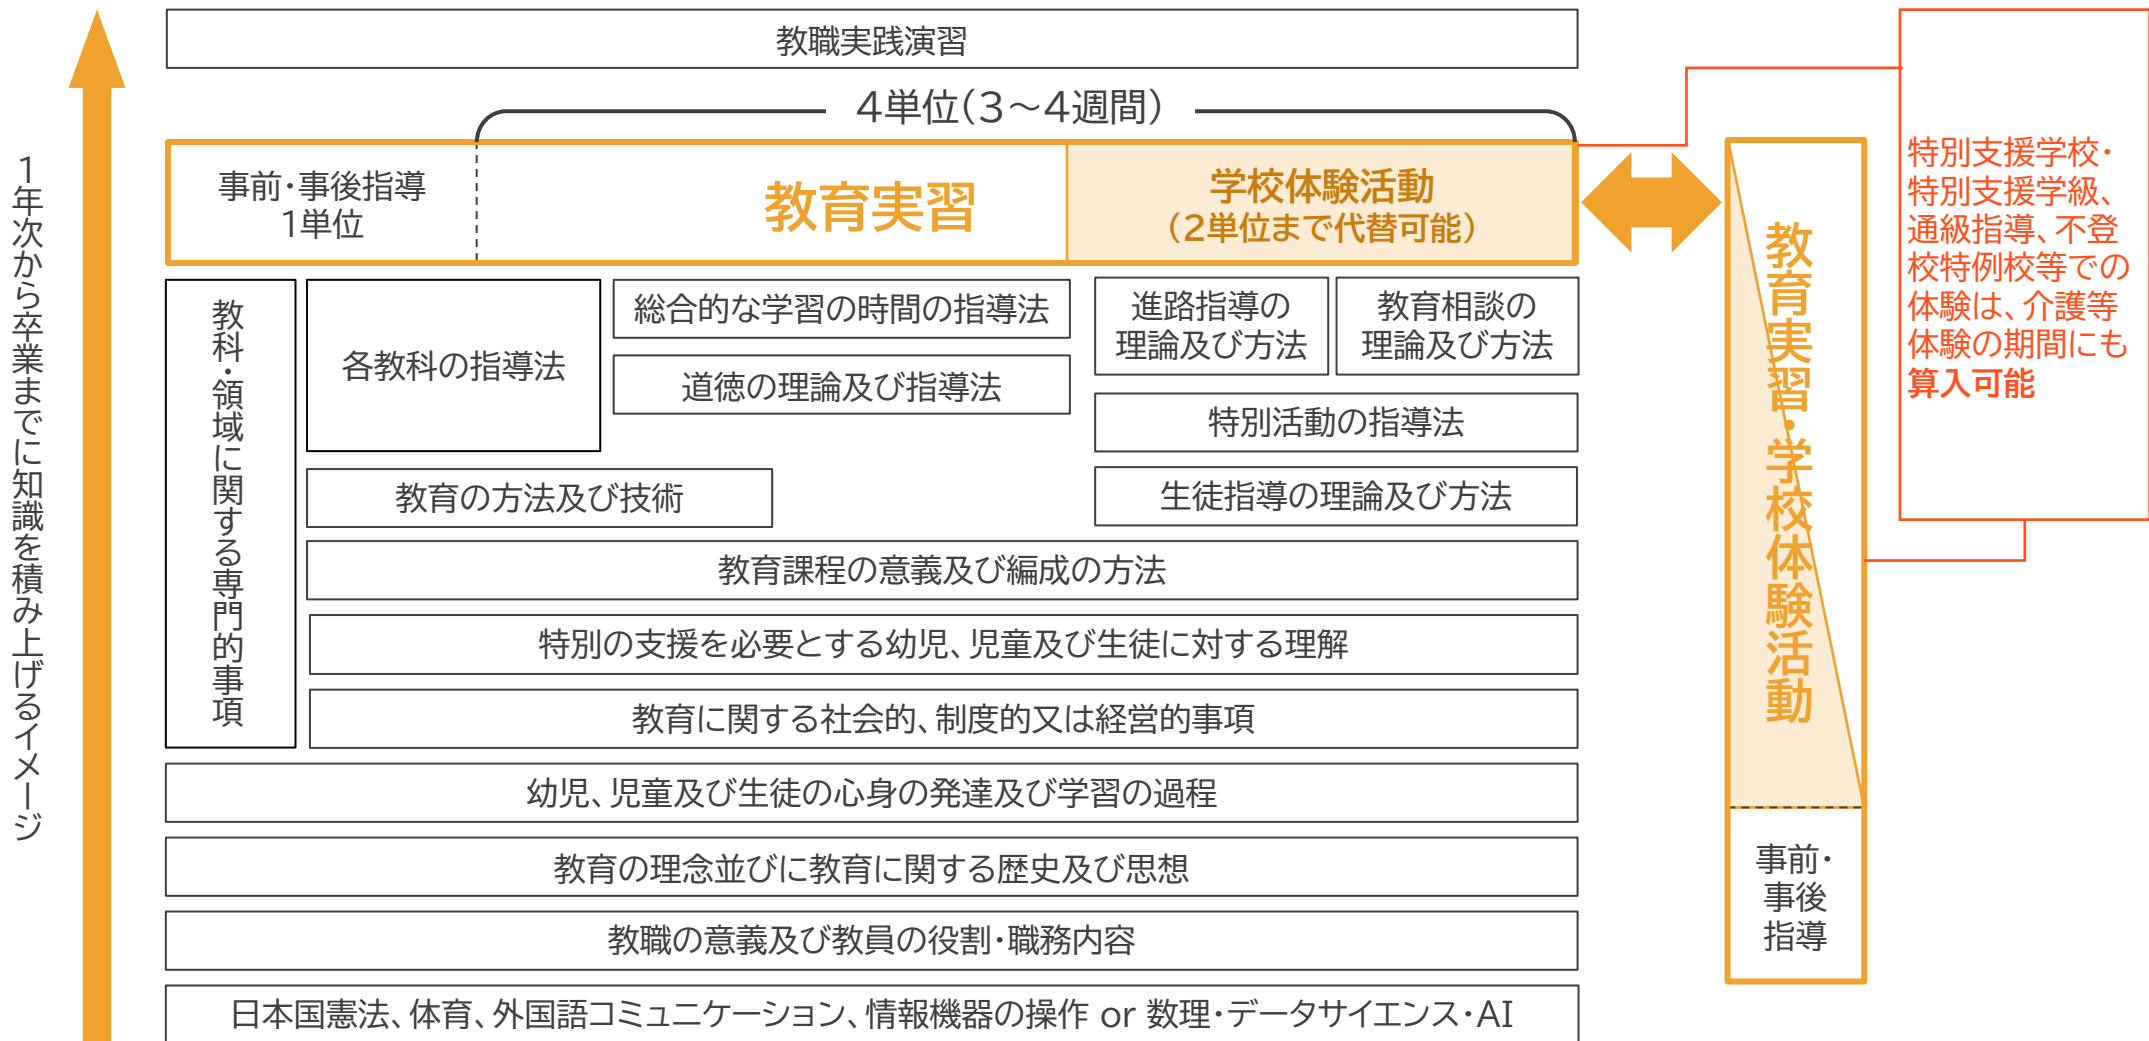 教職実践演習
4単位(3～4週間)
事前・事後指導
1単位
教育実習
学校体験活動
(2単位まで代替可能)
1年次から卒業までに知識を積み上げるイメージ
教科・領域に関する専門的事項
各教科の指導法
総合的な学習の時間の指導法
道徳の理論及び指導法
進路指導の
理論及び方法
教育相談の
理論及び方法
特別活動の指導法
教育の方法及び技術
生徒指導の理論及び方法
教育課程の意義及び編成の方法
特別の支援を必要とする幼児、児童及び生徒に対する理解
教育に関する社会的、制度的又は経営的事項
幼児、児童及び生徒の心身の発達及び学習の過程
教育の理念並びに教育に関する歴史及び思想
教職の意義及び教員の役割・職務内容
日本国憲法、体育、外国語コミュニケーション、情報機器の操作 or 数理・データサイエンス・AI
教育実習・学校体験活動
事前・
事後
指導
特別支援学校・
特別支援学級、
通級指導、不登
校特例校等での
体験は、介護等
体験の期間にも
算入可能